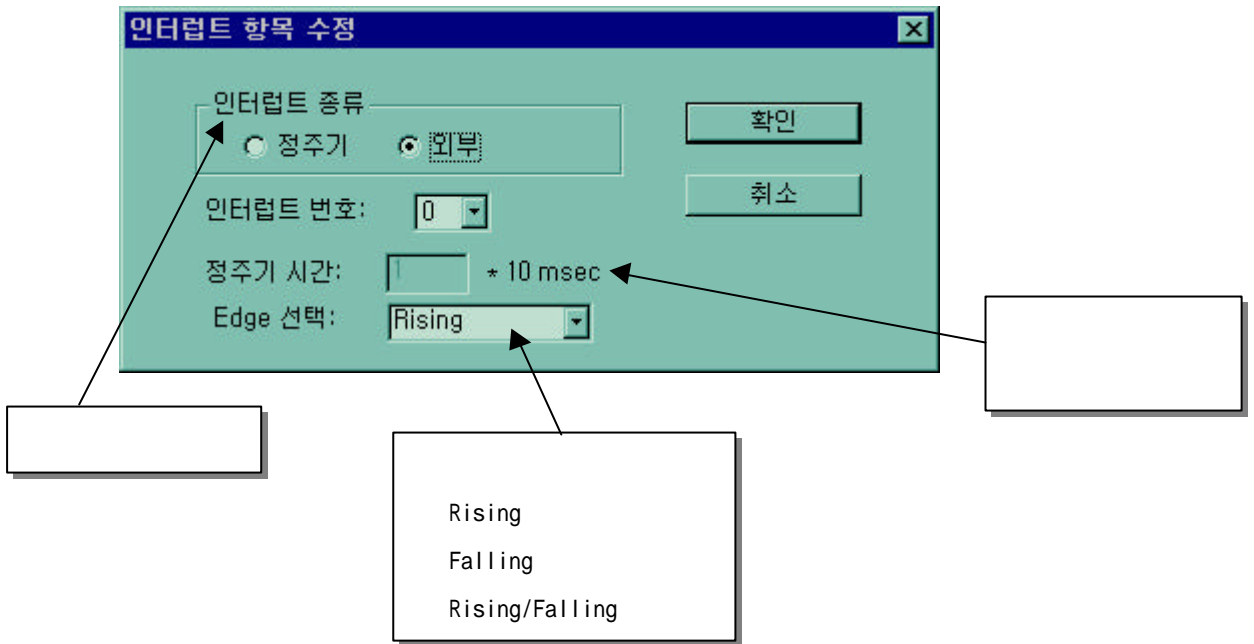 인터럽트 항목 수정
인터럽트 종류
정주기 외부
확인
취소
인터럽트 번호: 0
정주기 시간: 1 * 10 msec
Edge 선택: Rising
Rising
Falling
Rising/Falling